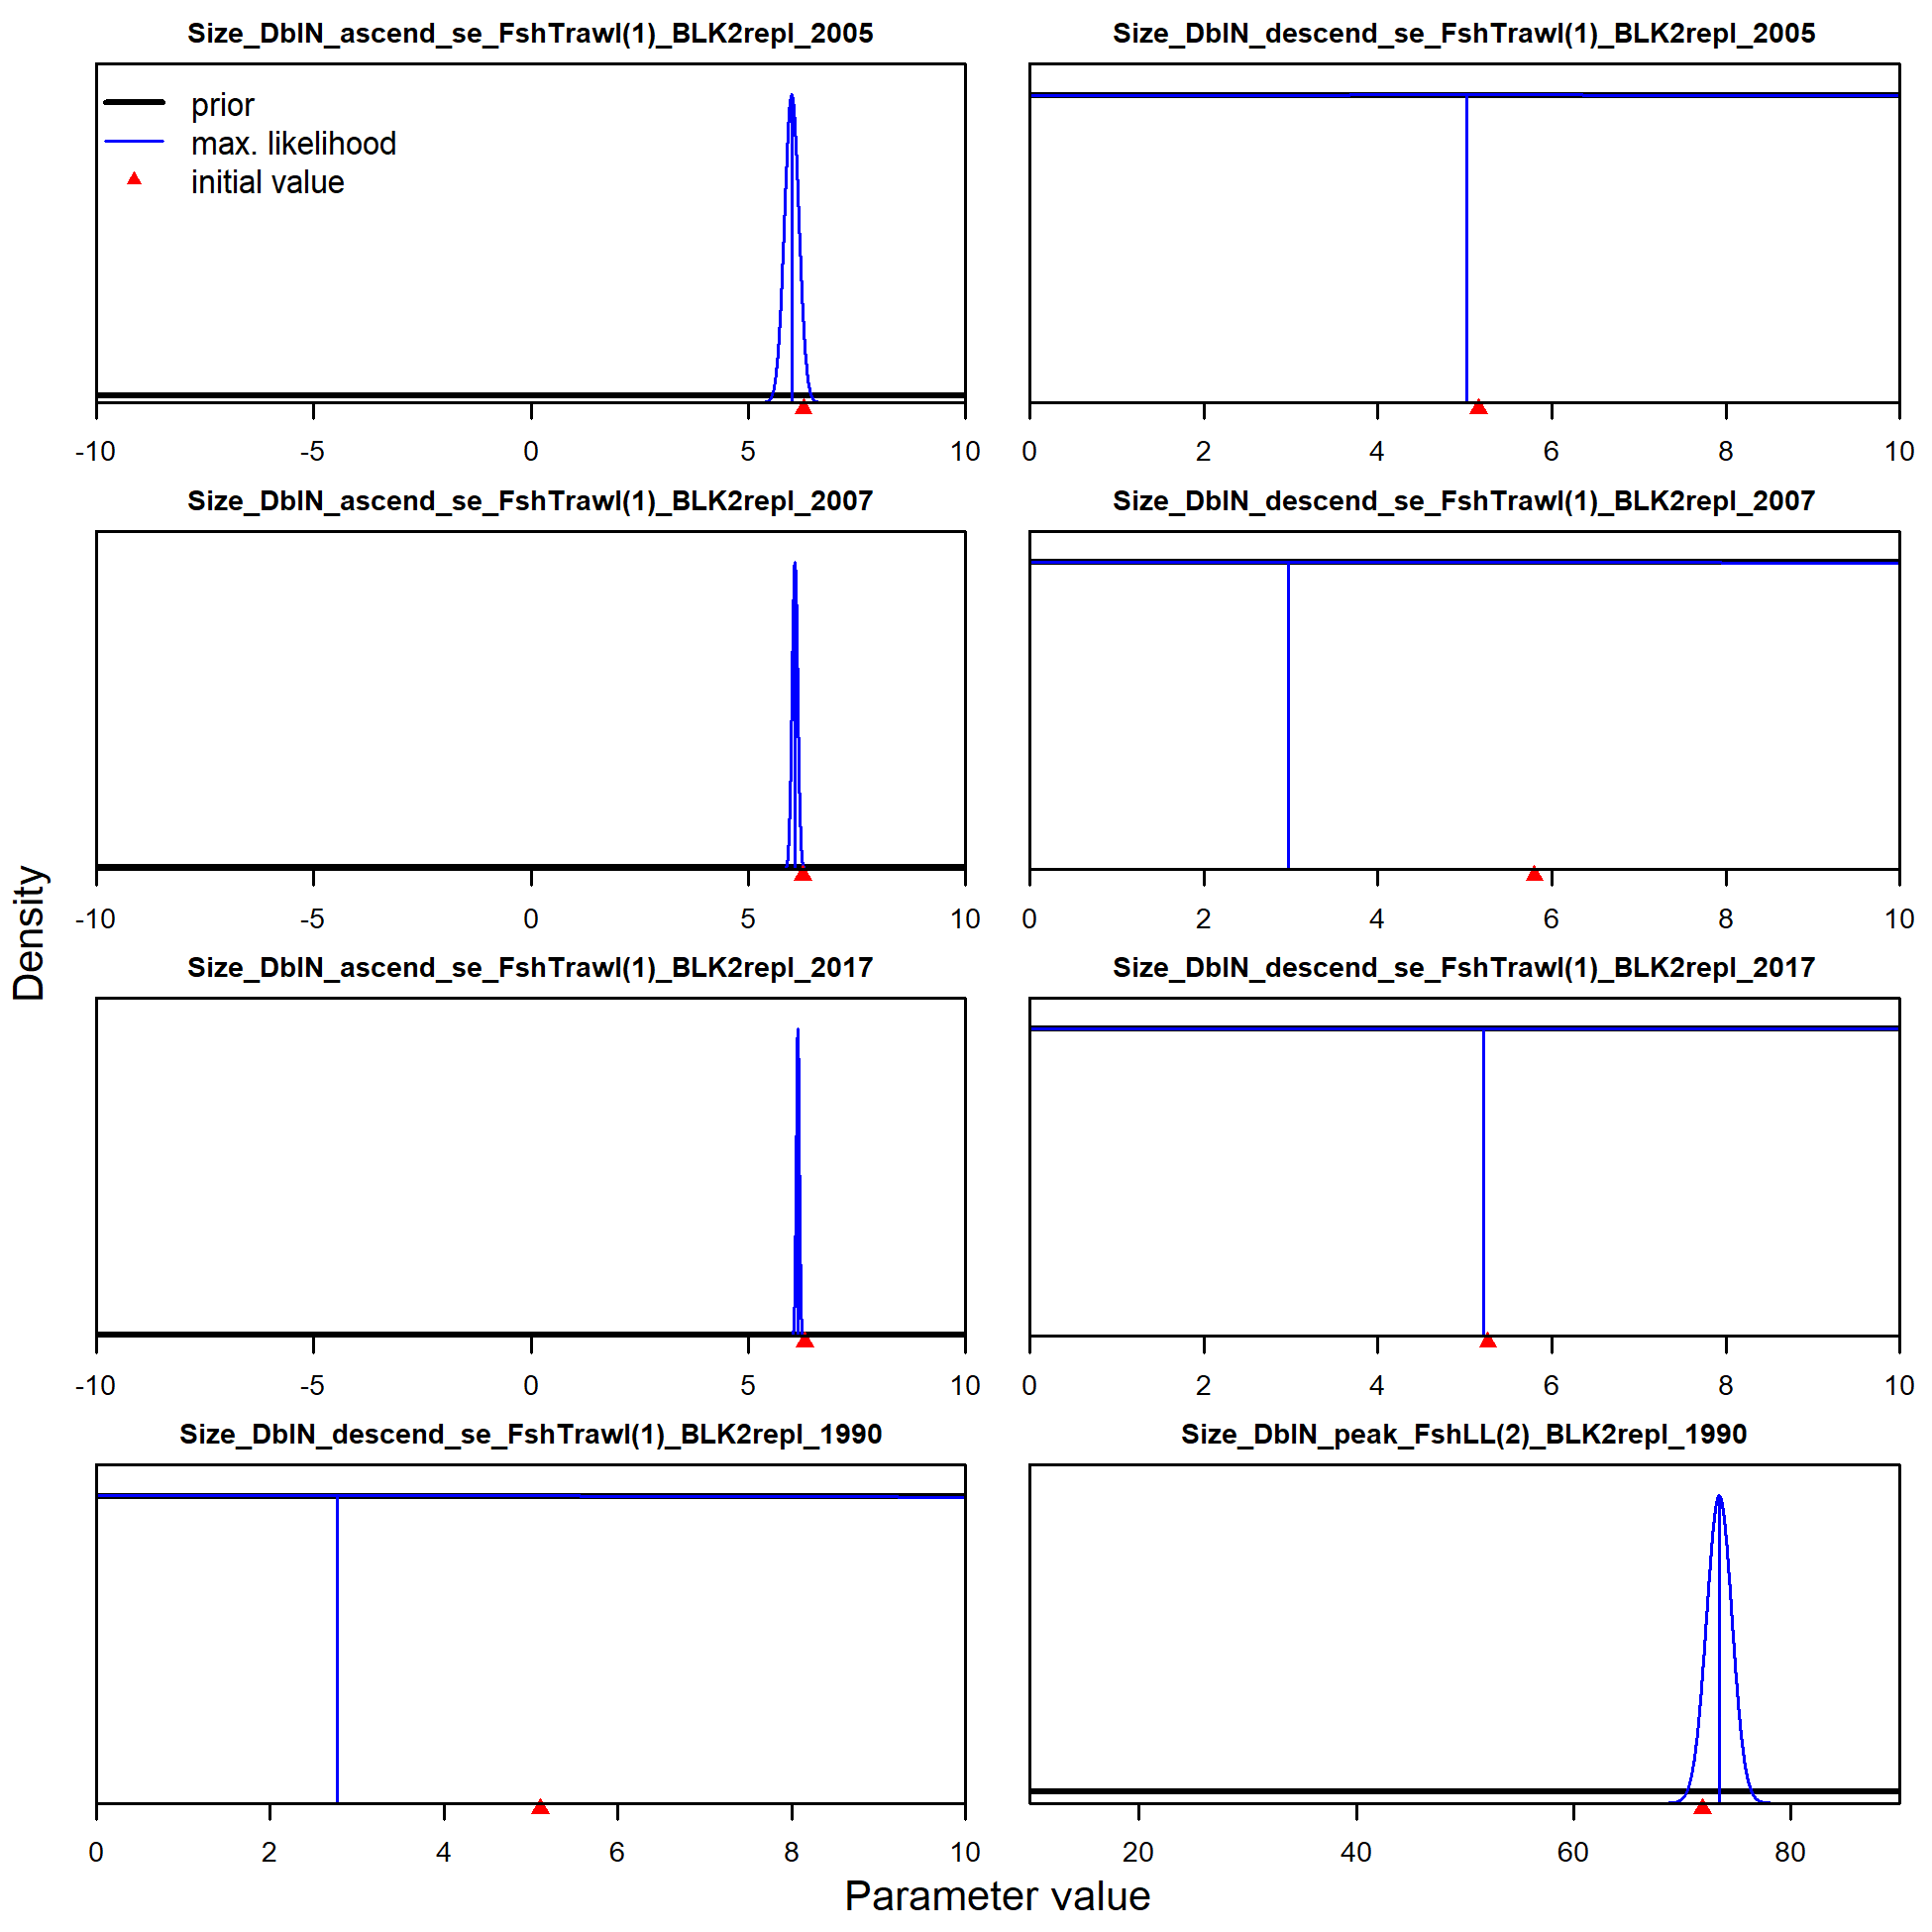 Size_DblN_ascend_se_FshTrawl(1)_BLK2repl_2005
prior
max. likelihood
initial value
-10 -5 0 5 10
Size_DblN_descend_se_FshTrawl(1)_BLK2repl_2005
0 2 4 6 8 10
Size_DblN_ascend_se_FshTrawl(1)_BLK2repl_2007
-10 -5 0 5 10
Size_DblN_descend_se_FshTrawl(1)_BLK2repl_2007
0 2 4 6 8 10
Size_DblN_ascend_se_FshTrawl(1)_BLK2repl_2017
-10 -5 0 5 10
Size_DblN_descend_se_FshTrawl(1)_BLK2repl_2017
0 2 4 6 8 10
Size_DblN_descend_se_FshTrawl(1)_BLK2repl_1990
0 2 4 6 8 10
Size_DblN_peak_FshLL(2)_BLK2repl_1990
20 40 60 80
Density
Parameter value